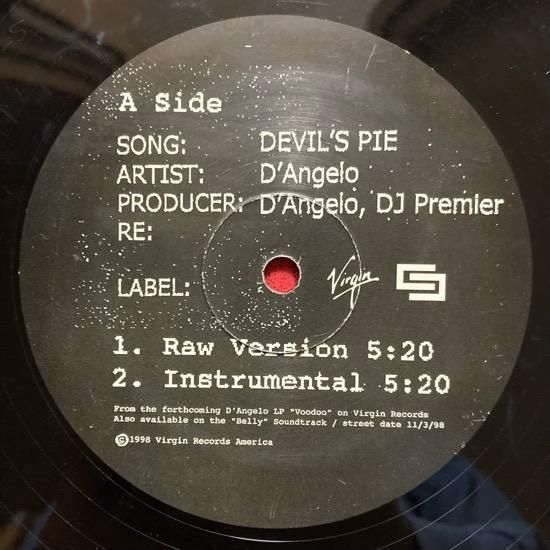 A Side
SONG: DEVIL'S PIE
ARTIST: D'Angelo
PRODUCER: D'Angelo, DJ Premier
RE:
LABEL: Virgin
1. Raw Version 5:20
2. Instrumental 5:20
From the forthcoming D'Angelo LP "Voodoo" on Virgin Records
Also available on the "Belly" Soundtrack / street date 11/3/98
℗©1998 Virgin Records America